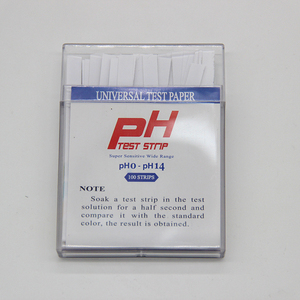 UNIVERSAL TEST PAPER
pH
TEST STRIP
Super Sensitive Wide Range
pH0 - pH14
100 STRIPS
NOTE
Soak a test strip in the test
solution for a half second and
compare it with the standard
color, the result is obtained.